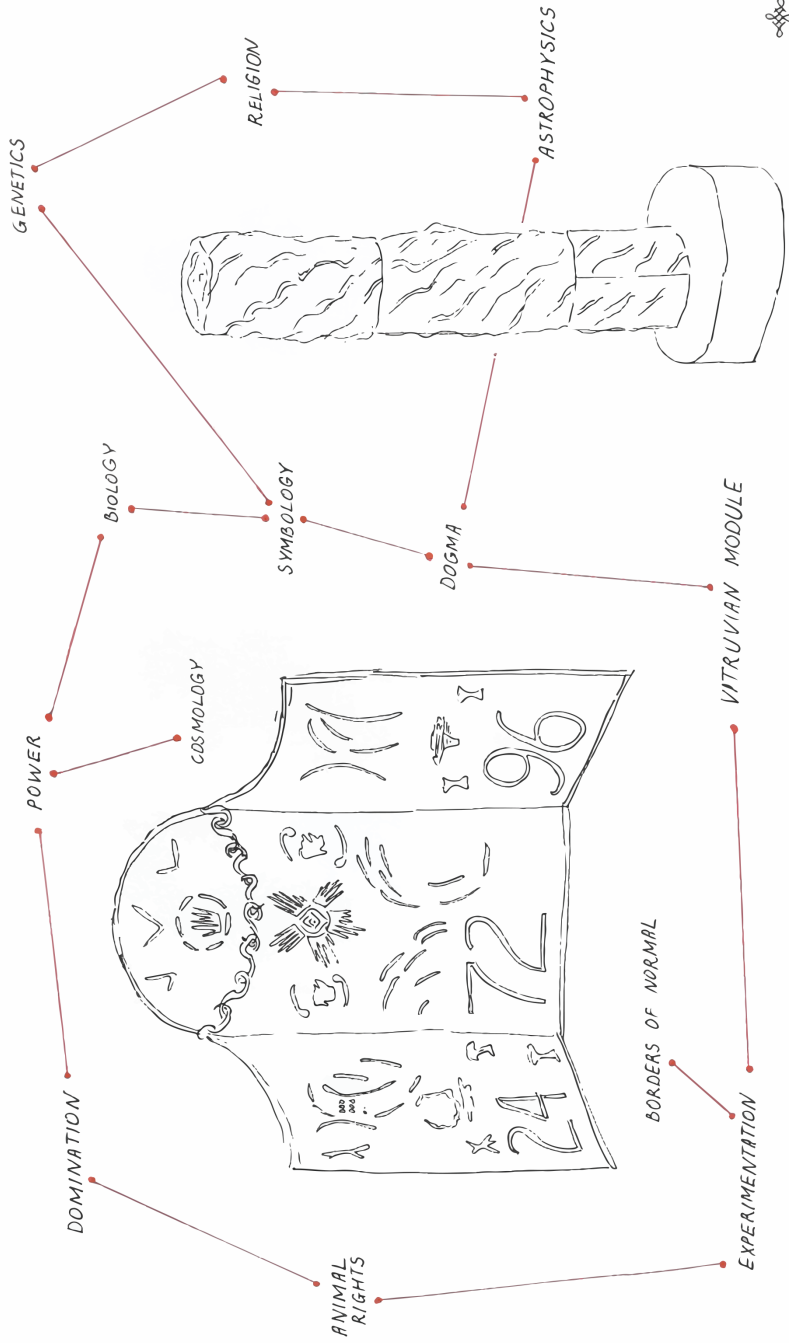 DOMINATION
POWER
GENETICS
BIOLOGY
COSMOLOGY
RELIGION
ANIMAL
RIGHTS
SYMBOLOGY
DOGMA
ASTROPHYSICS
24
72
96
BORDERS OF NORMAL
EXPERIMENTATION
VITRUVIAN MODULE